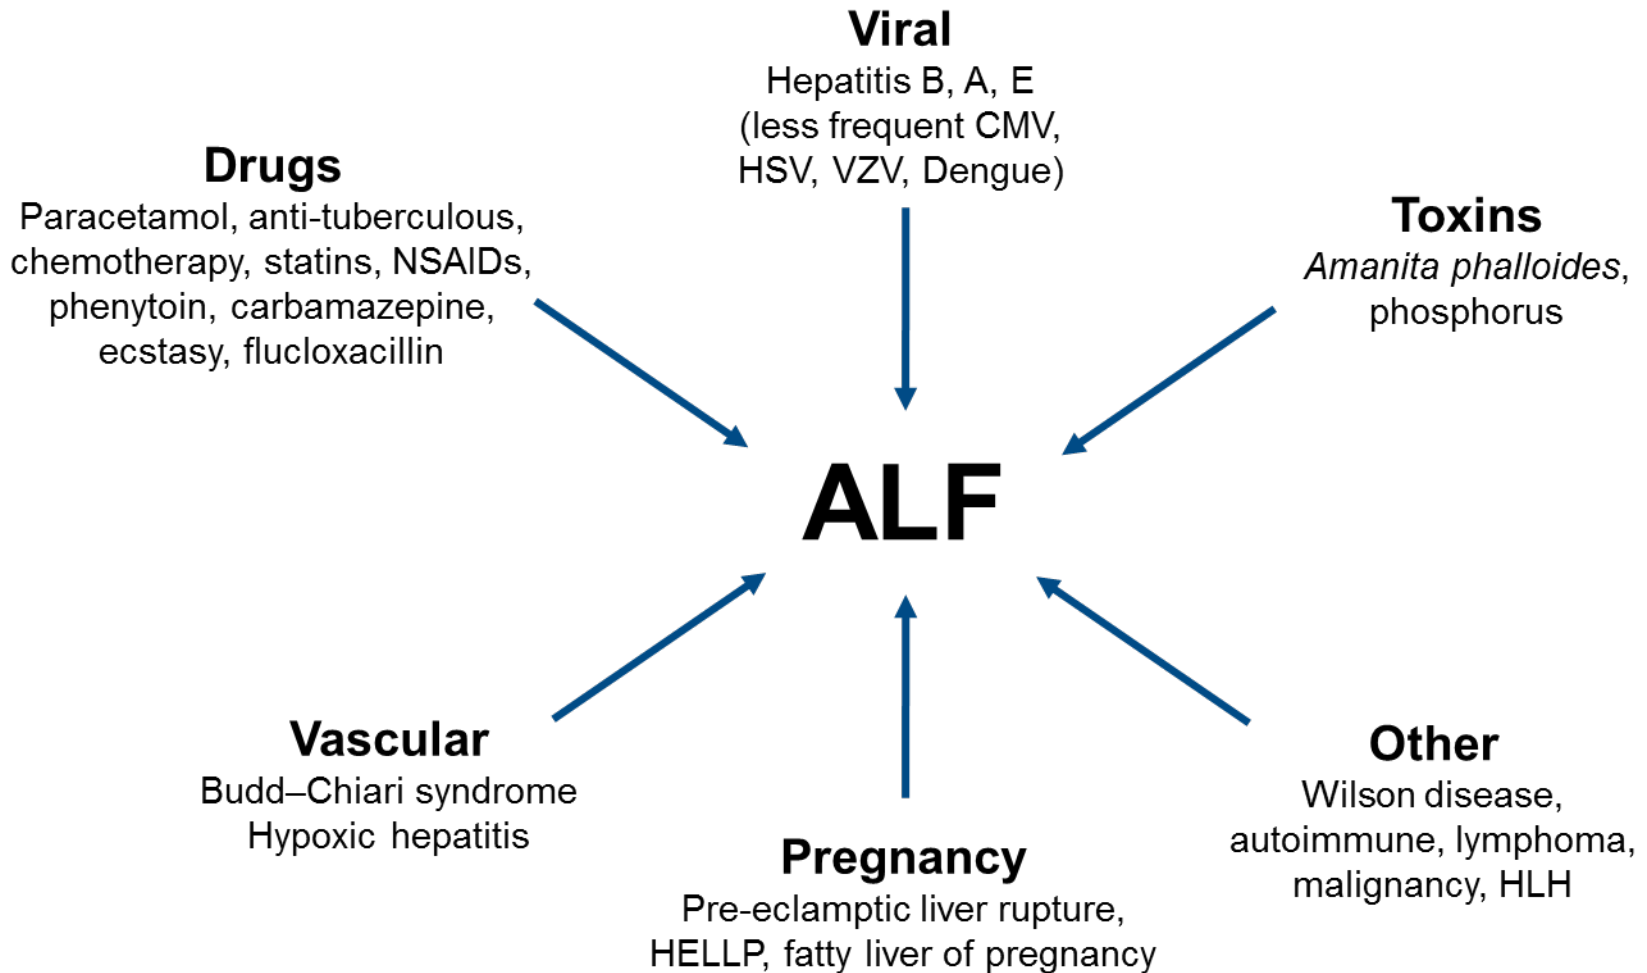 Viral
Hepatitis B, A, E
(less frequent CMV,
HSV, VZV, Dengue)
Drugs
Paracetamol, anti-tuberculous,
chemotherapy, statins, NSAIDs,
phenytoin, carbamazepine,
ecstasy, flucloxacillin
Toxins
Amanita phalloides,
phosphorus
ALF
Vascular
Budd–Chiari syndrome
Hypoxic hepatitis
Pregnancy
Pre-eclamptic liver rupture,
HELLP, fatty liver of pregnancy
Other
Wilson disease,
autoimmune, lymphoma,
malignancy, HLH